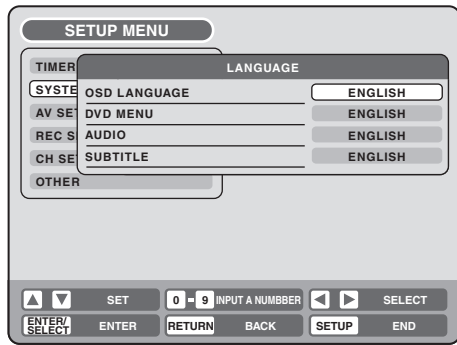 SETUP MENU
TIMER
LANGUAGE
SYSTE
OSD LANGUAGE ENGLISH
AV SET
DVD MENU ENGLISH
REC S
AUDIO ENGLISH
CH SE
SUBTITLE ENGLISH
OTHER
SET 0 - 9 INPUT A NUMBBER SELECT
ENTER/
SELECT ENTER RETURN BACK SETUP END